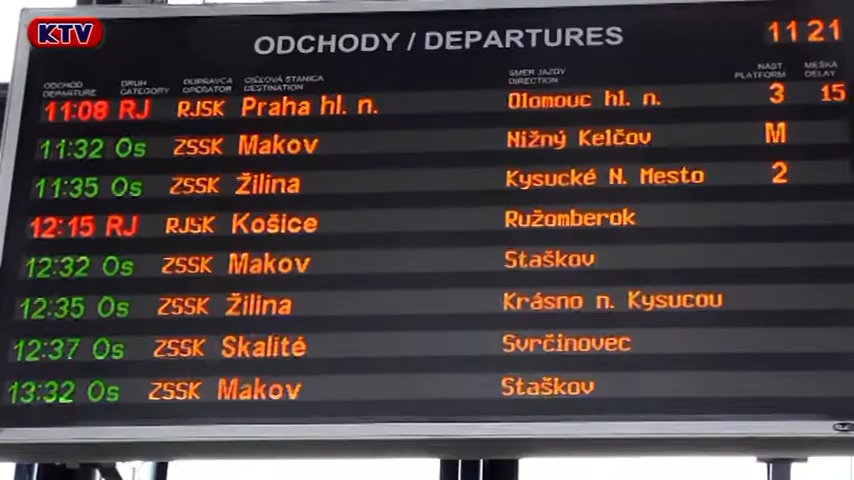 KTV
ODCHODY / DEPARTURES
11 21
ODCHOD DRUH DOPRAVCA CIEĽOVÁ STANICA SMER JAZDY NÁST. MEŠKÁ
DEPARTURE CATEGORY OPERATOR DESTINATION DIRECTION PLATFORM DELAY
11:08 RJ RJSK Praha hl. n. Olomouc hl. n. 3 15
11:32 Os ZSSK Makov Nižný Kelčov M
11:35 Os ZSSK Žilina Kysucké N. Mesto 2
12:15 RJ RJSK Košice Ružomberok
12:32 Os ZSSK Makov Staškov
12:35 Os ZSSK Žilina Krásno n. Kysucou
12:37 Os ZSSK Skalité Svrčinovec
13:32 Os ZSSK Makov Staškov